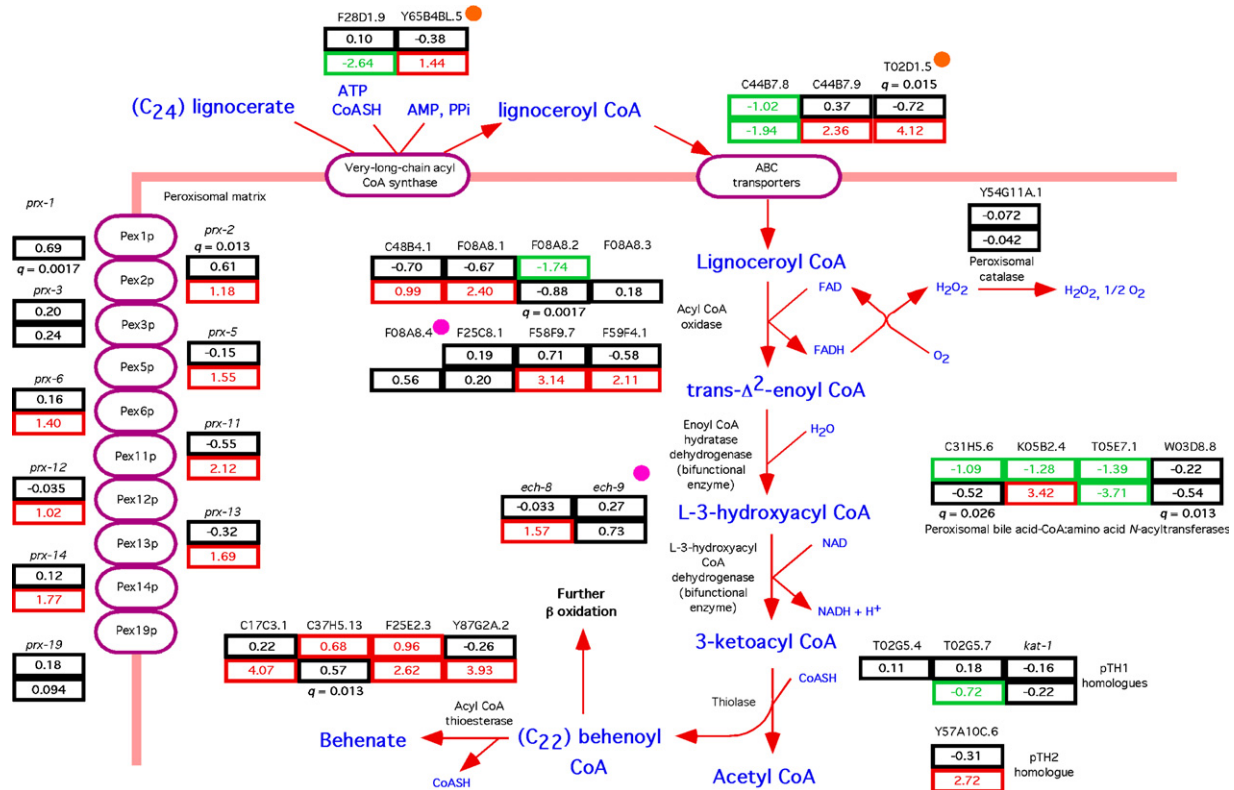 F28D1.9 Y65B4BL.5
0.10 -0.38
-2.64 1.44
ATP
CoASH
AMP, PPi
(C24) lignocerate
lignoceroyl CoA
Very-long-chain acyl
CoA synthase
T02D1.5
C44B7.8 C44B7.9 q = 0.015
-1.02 0.37 -0.72
-1.94 2.36 4.12
ABC
transporters
Peroxisomal matrix
prx-1
0.69
q = 0.0017
prx-3
0.20
0.24
prx-6
0.16
1.40
prx-12
-0.035
1.02
prx-14
0.12
1.77
prx-19
0.18
0.094
Pex1p
Pex2p
Pex3p
Pex5p
Pex6p
Pex11p
Pex12p
Pex13p
Pex14p
Pex19p
prx-2
q = 0.013
0.61
1.18
prx-5
-0.15
1.55
prx-11
-0.55
2.12
prx-13
-0.32
1.69
C48B4.1 F08A8.1 F08A8.2 F08A8.3
-0.70 -0.67 -1.74
0.99 2.40 -0.88 0.18
q = 0.0017
F08A8.4 F25C8.1 F58F9.7 F59F4.1
0.19 0.71 -0.58
0.56 0.20 3.14 2.11
Y54G11A.1
-0.072
-0.042
Peroxisomal
catalase
Lignoceroyl CoA
Acyl CoA
oxidase
FAD
FADH
H2O2
H2O2, 1/2 O2
O2
trans-Δ2-enoyl CoA
Enoyl CoA
hydratase
dehydrogenase
(bifunctional
enzyme)
H2O
C31H5.6 K05B2.4 T05E7.1 W03D8.8
-1.09 -1.28 -1.39 -0.22
-0.52 3.42 -3.71 -0.54
q = 0.026 q = 0.013
Peroxisomal bile acid-CoA:amino acid N-acyltransferases
ech-8 ech-9
-0.033 0.27
1.57 0.73
L-3-hydroxyacyl CoA
L-3-hydroxyacyl
CoA
dehydrogenase
(bifunctional
enzyme)
NAD
NADH + H+
Further
β oxidation
3-ketoacyl CoA
C17C3.1 C37H5.13 F25E2.3 Y87G2A.2
0.22 0.68 0.96 -0.26
4.07 0.57 2.62 3.93
q = 0.013
T02G5.4 T02G5.7 kat-1
0.11 0.18 -0.16
-0.72 -0.22
pTH1
homologues
CoASH
Thiolase
Acyl CoA
thioesterase
Behenate
(C22) behenoyl
CoA
CoASH
Acetyl CoA
Y57A10C.6
-0.31
2.72
pTH2
homologue